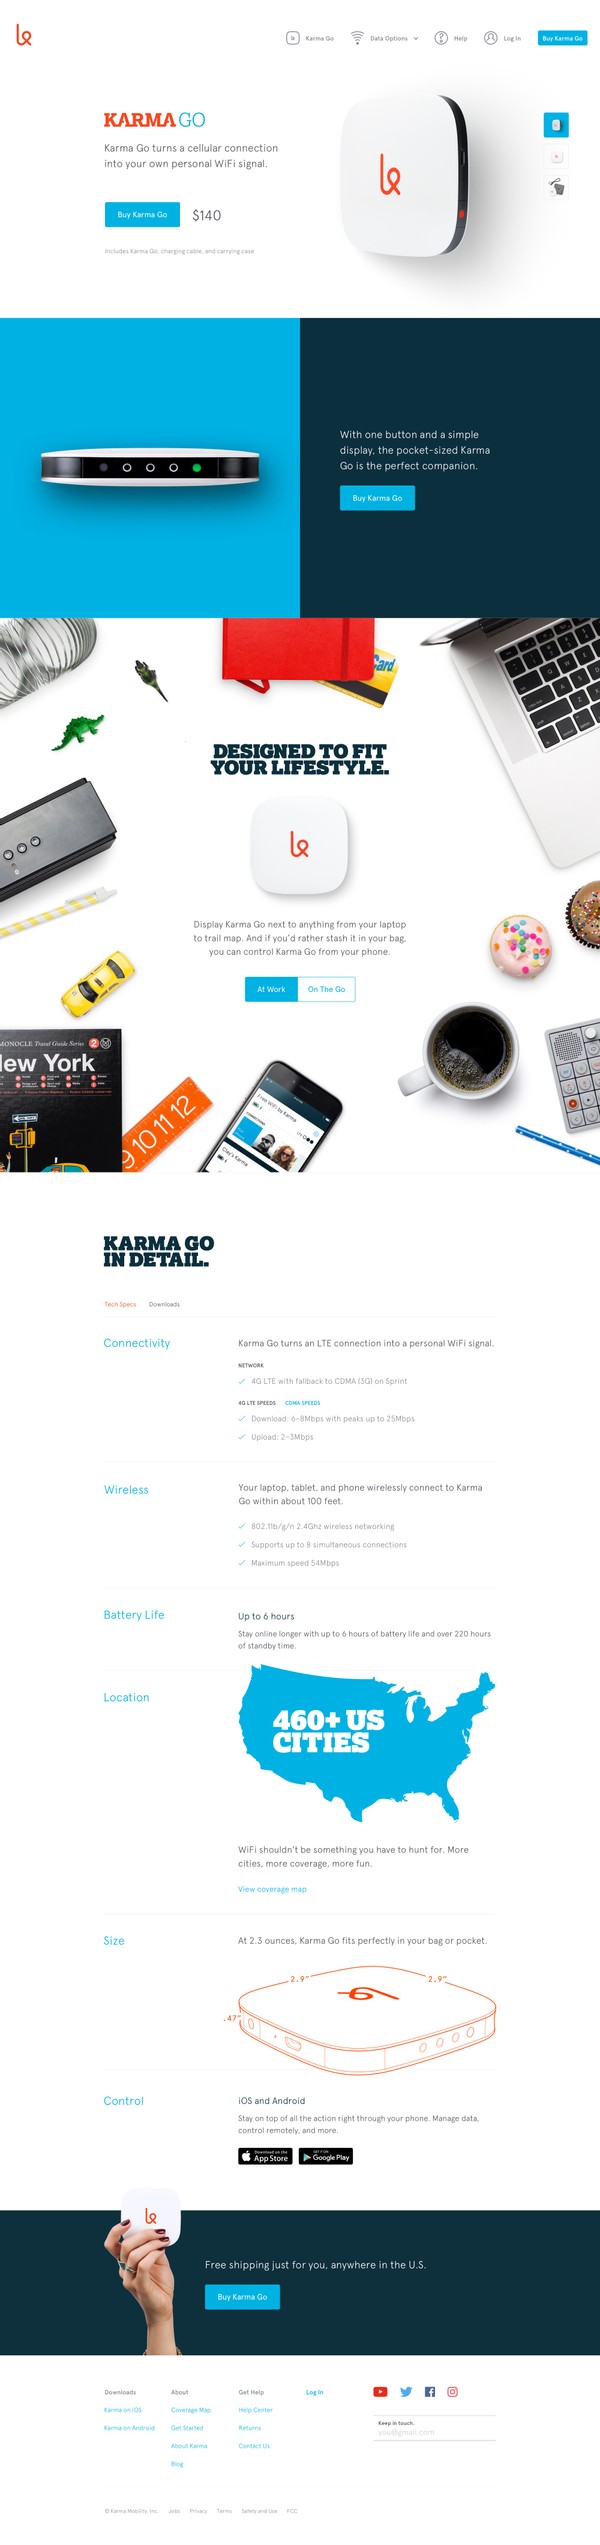 Karma Go
Data Options
Help
Log In
Buy Karma Go
KARMA GO
Karma Go turns a cellular connection
into your own personal WiFi signal.
Buy Karma Go
$140
Includes Karma Go, charging cable, and carrying case
With one button and a simple
display, the pocket-sized Karma
Go is the perfect companion.
Buy Karma Go
Card
DESIGNED TO FIT
YOUR LIFESTYLE.
Display Karma Go next to anything from your laptop
to trail map. And if you'd rather stash it in your bag,
you can control Karma Go from your phone.
At Work
On The Go
MONOCLE Travel Guide Series 2 M
New York
9 10 11 12
Free WiFi by Karma
Clay's Karma
KARMA GO
IN DETAIL.
Tech Specs
Downloads
Connectivity
Karma Go turns an LTE connection into a personal WiFi signal.
NETWORK
4G LTE with fallback to CDMA (3G) on Sprint
4G LTE SPEEDS
CDMA SPEEDS
Download: 6–8Mbps with peaks up to 25Mbps
Upload: 2–3Mbps
Wireless
Your laptop, tablet, and phone wirelessly connect to Karma
Go within about 100 feet.
802.11b/g/n 2.4Ghz wireless networking
Supports up to 8 simultaneous connections
Maximum speed 54Mbps
Battery Life
Up to 6 hours
Stay online longer with up to 6 hours of battery life and over 220 hours
of standby time.
Location
460+ US
CITIES
WiFi shouldn't be something you have to hunt for. More
cities, more coverage, more fun.
View coverage map
Size
At 2.3 ounces, Karma Go fits perfectly in your bag or pocket.
2.9"
2.9"
.47"
Control
iOS and Android
Stay on top of all the action right through your phone. Manage data,
control remotely, and more.
Download on the
App Store
GET IT ON
Google Play
Free shipping just for you, anywhere in the U.S.
Buy Karma Go
Downloads
Karma on iOS
Karma on Android
About
Coverage Map
Get Started
About Karma
Blog
Get Help
Help Center
Returns
Contact Us
Log In
Keep in touch.
you@gmail.com
© Karma Mobility, Inc.
Jobs
Privacy
Terms
Safety and Use
FCC